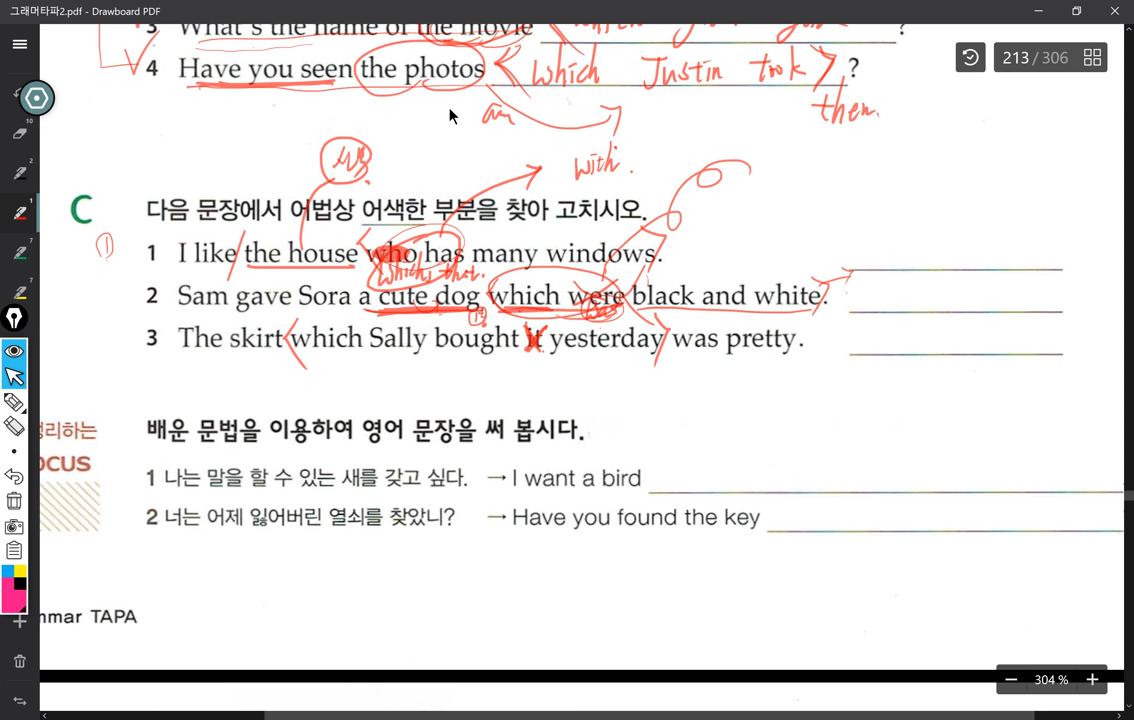 그래머타파2.pdf - Drawboard PDF
3 What's the name of the movie ?
213 / 306
4 Have you seen the photos which Justin took ?
them.
with.
C 다음 문장에서 어법상 어색한 부분을 찾아 고치시오.
①
1 I like the house who has many windows.
which, that.
2 Sam gave Sora a cute dog which were black and white.
was
3 The skirt which Sally bought it yesterday was pretty.
정리하는
OCUS
배운 문법을 이용하여 영어 문장을 써 봅시다.
1 나는 말을 할 수 있는 새를 갖고 싶다. → I want a bird
2 너는 어제 잃어버린 열쇠를 찾았니? → Have you found the key
mmar TAPA
304 %